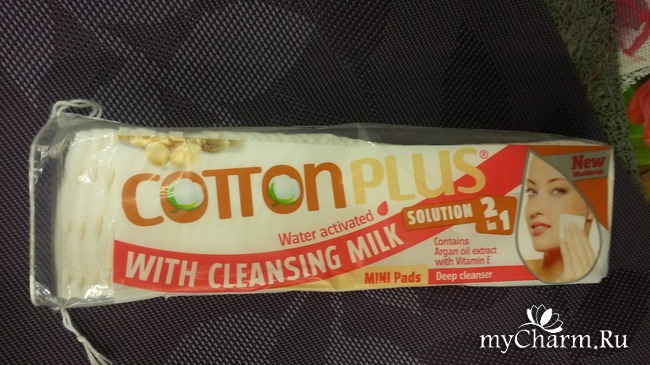 COTTON PLUS®
Water activated
WITH CLEANSING MILK
SOLUTION 2 in 1
Contains
Argan oil extract
with Vitamin E
MINI Pads
Deep cleanser
New
Worldwide
myCharm.Ru